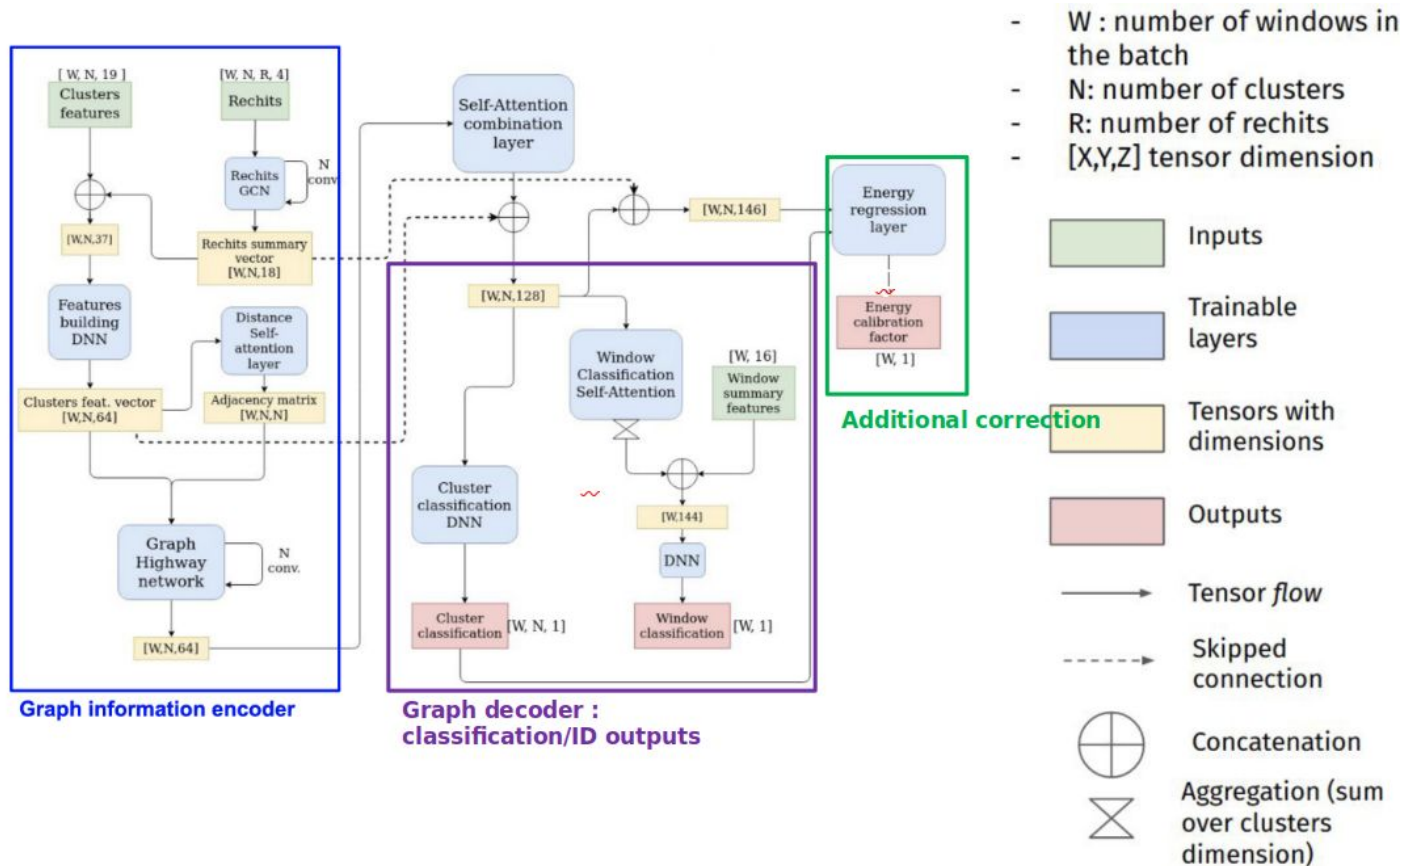 [ W, N, 19 ]
Clusters
features
[W, N, R, 4]
Rechits
Rechits
GCN
N
conv.
[W,N,37]
Rechits summary
vector
[W,N,18]
Features
building
DNN
Distance
Self-
attention
layer
Clusters feat. vector
[W,N,64]
Adjacency matrix
[W,N,N]
Graph
Highway
network
N
conv.
[W,N,64]
Graph information encoder
Self-Attention
combination
layer
[W,N,146]
Energy
regression
layer
Energy
calibration
factor
[W, 1]
Additional correction
[W,N,128]
Window
Classification
Self-Attention
[W, 16]
Window
summary
features
Cluster
classification
DNN
[W,144]
DNN
Cluster
classification
[W, N, 1]
Window
classification
[W, 1]
Graph decoder :
classification/ID outputs
- W : number of windows in
the batch
- N: number of clusters
- R: number of rechits
- [X,Y,Z] tensor dimension
Inputs
Trainable
layers
Tensors with
dimensions
Outputs
Tensor flow
Skipped
connection
Concatenation
Aggregation (sum
over clusters
dimension)